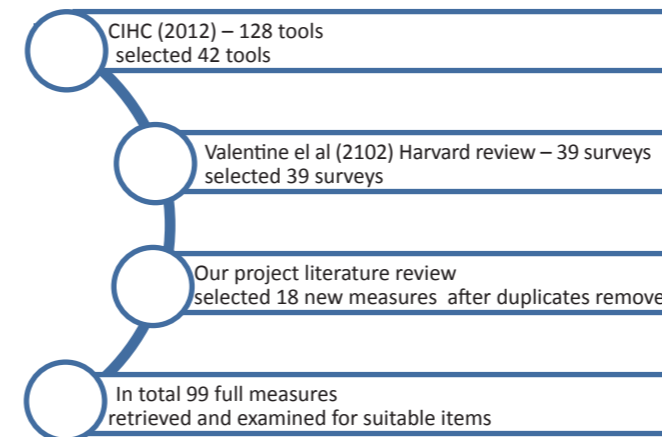 CIHC (2012) – 128 tools
selected 42 tools
Valentine el al (2102) Harvard review – 39 surveys
selected 39 surveys
Our project literature review
selected 18 new measures after duplicates remove
In total 99 full measures
retrieved and examined for suitable items